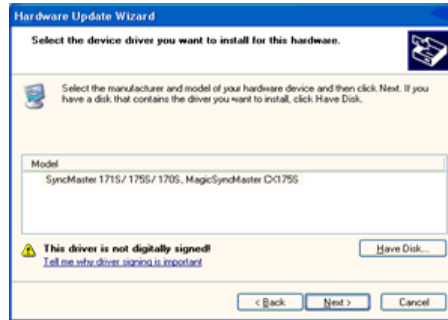 Hardware Update Wizard
Select the device driver you want to install for this hardware.
Select the manufacturer and model of your hardware device and then click Next. If you
have a disk that contains the driver you want to install, click Have Disk.
Model
SyncMaster 171S/ 175S/ 170S, MagicSyncMaster CX175S
This driver is not digitally signed!
Tell me why driver signing is important
Have Disk...
< Back
Next >
Cancel